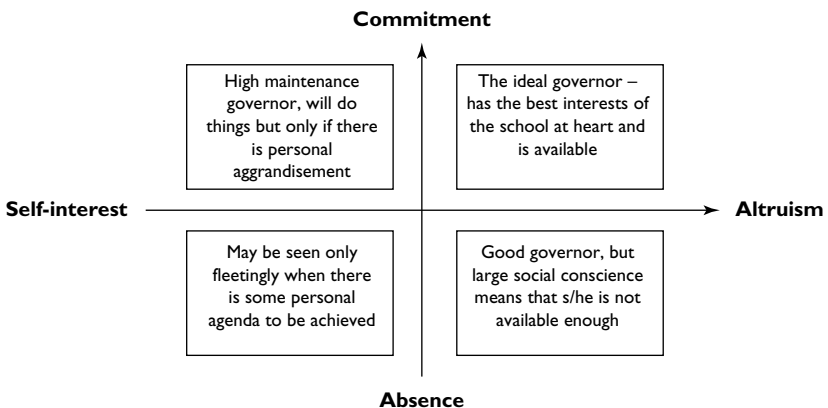 Commitment
High maintenance
governor, will do
things but only if there
is personal
aggrandisement
The ideal governor –
has the best interests of
the school at heart and
is available
Self-interest
Altruism
May be seen only
fleetingly when there
is some personal
agenda to be achieved
Good governor, but
large social conscience
means that s/he is not
available enough
Absence